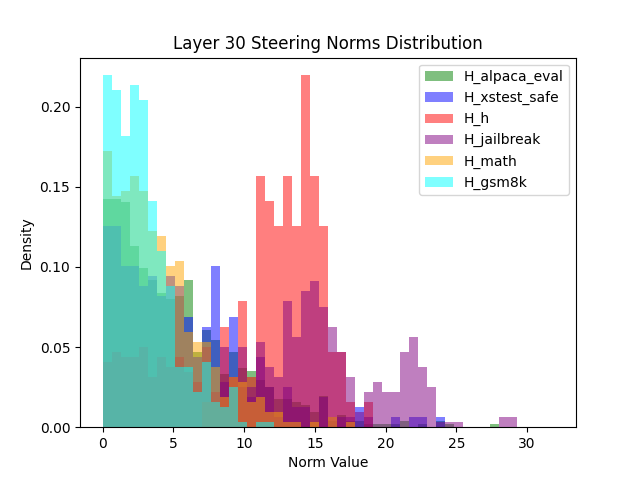 Layer 30 Steering Norms Distribution
H_alpaca_eval
H_xstest_safe
H_h
H_jailbreak
H_math
H_gsm8k
Density
0.20
0.15
0.10
0.05
0.00
0 5 10 15 20 25 30
Norm Value